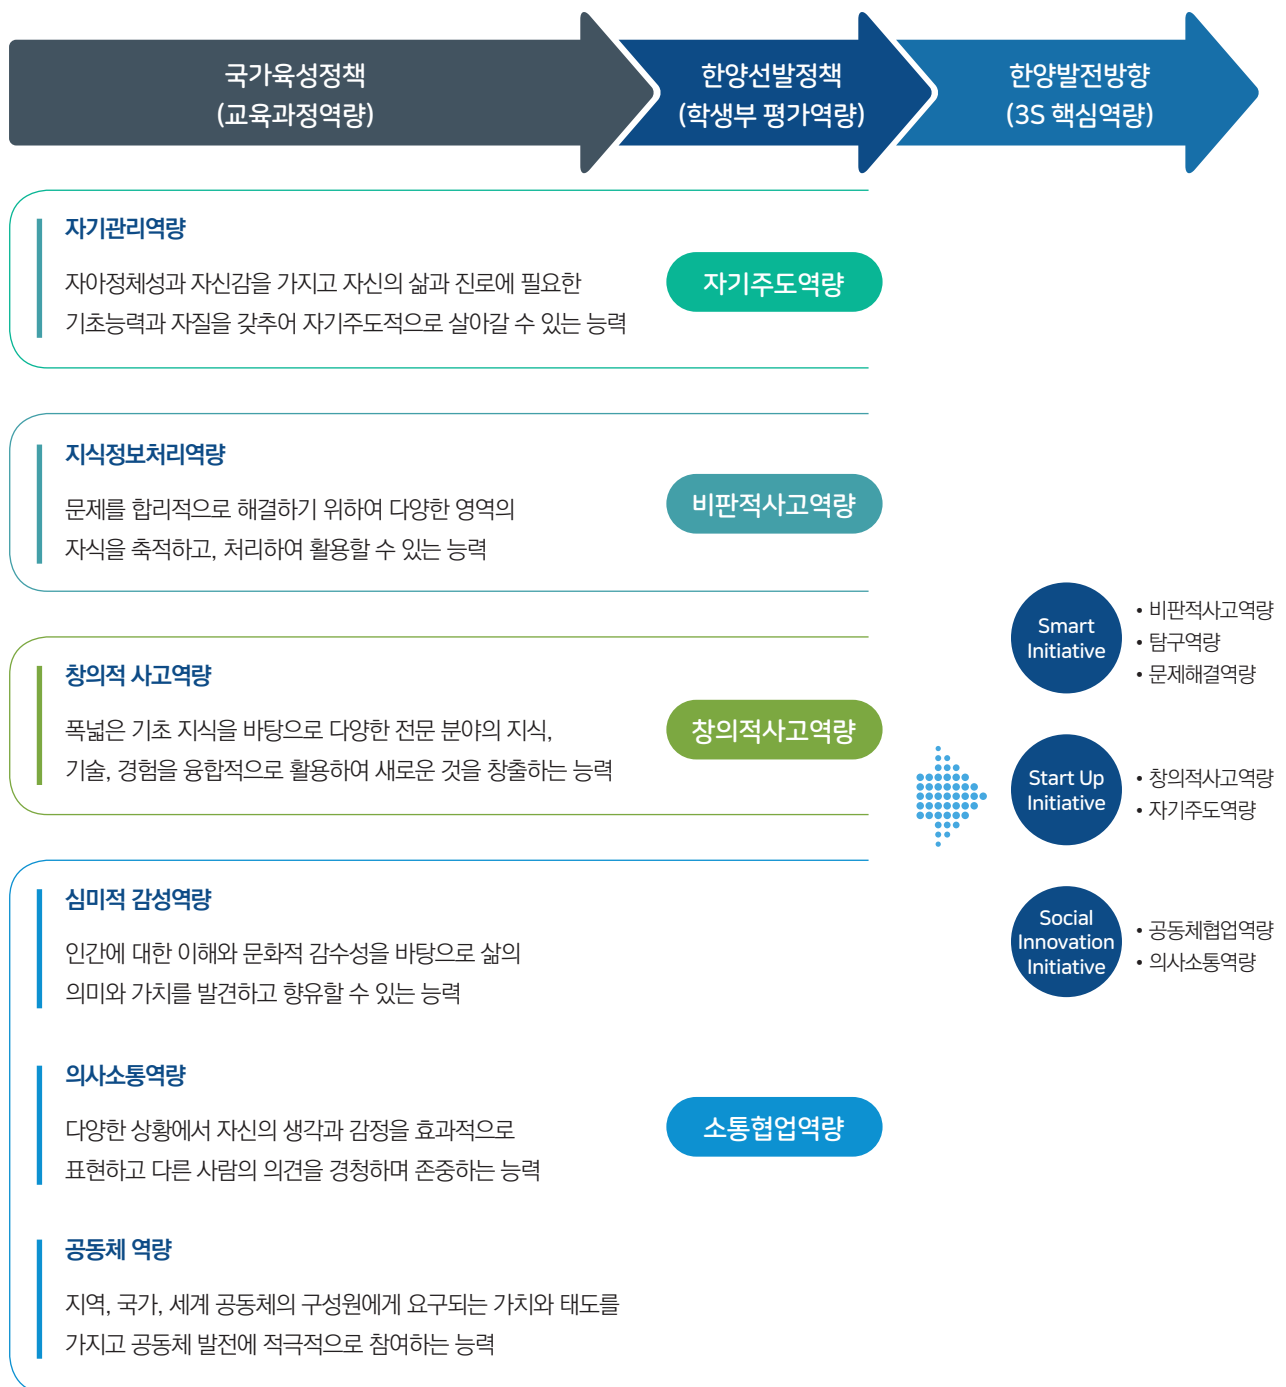 국가육성정책
(교육과정역량)
한양선발정책
(학생부 평가역량)
한양발전방향
(3S 핵심역량)
자기관리역량
자아정체성과 자신감을 가지고 자신의 삶과 진로에 필요한
기초능력과 자질을 갖추어 자기주도적으로 살아갈 수 있는 능력
자기주도역량
지식정보처리역량
문제를 합리적으로 해결하기 위하여 다양한 영역의
자식을 축적하고, 처리하여 활용할 수 있는 능력
비판적사고역량
창의적 사고역량
폭넓은 기초 지식을 바탕으로 다양한 전문 분야의 지식,
기술, 경험을 융합적으로 활용하여 새로운 것을 창출하는 능력
창의적사고역량
심미적 감성역량
인간에 대한 이해와 문화적 감수성을 바탕으로 삶의
의미와 가치를 발견하고 향유할 수 있는 능력
의사소통역량
다양한 상황에서 자신의 생각과 감정을 효과적으로
표현하고 다른 사람의 의견을 경청하며 존중하는 능력
소통협업역량
공동체 역량
지역, 국가, 세계 공동체의 구성원에게 요구되는 가치와 태도를
가지고 공동체 발전에 적극적으로 참여하는 능력
Smart
Initiative
• 비판적사고역량
• 탐구역량
• 문제해결역량
Start Up
Initiative
• 창의적사고역량
• 자기주도역량
Social
Innovation
Initiative
• 공동체협업역량
• 의사소통역량